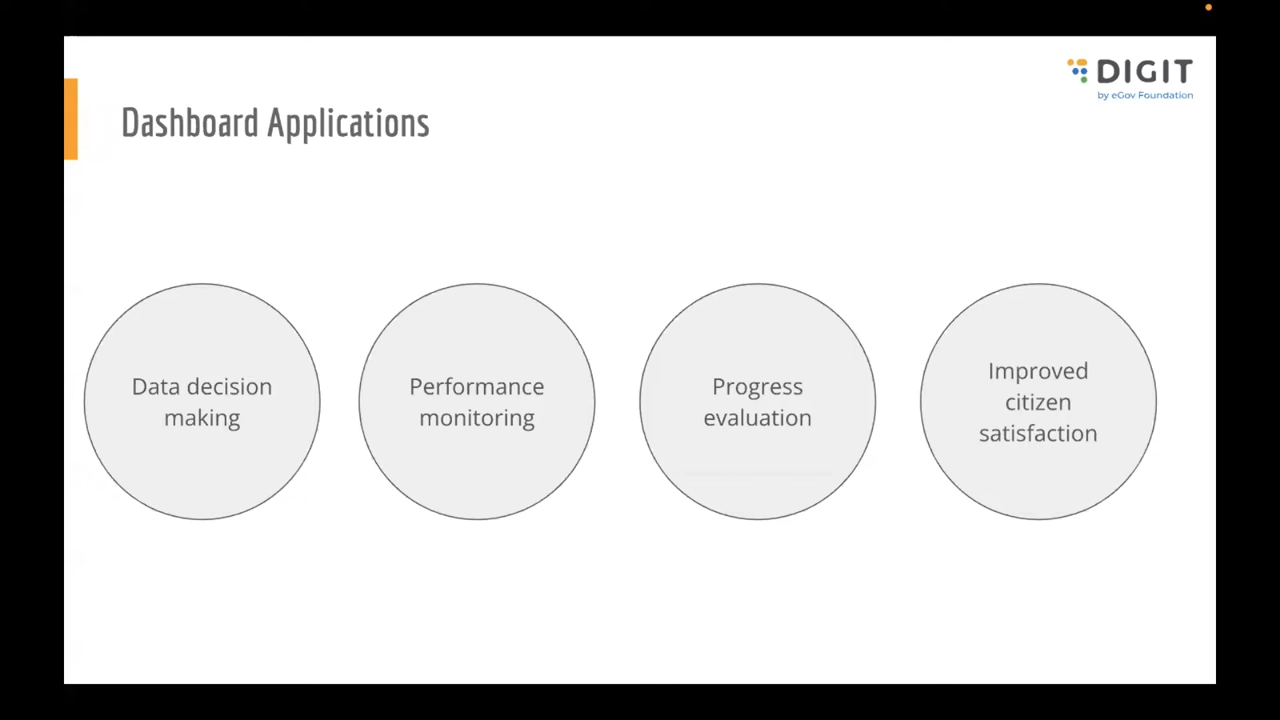 DIGIT
by eGov Foundation
Dashboard Applications
Data decision
making
Performance
monitoring
Progress
evaluation
Improved
citizen
satisfaction